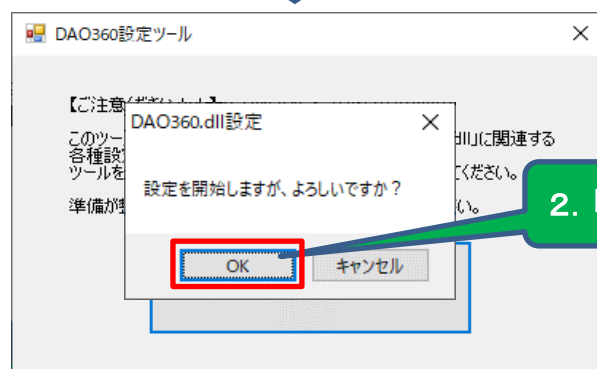 DAO360設定ツール
【ご注意
DAO360.dll設定
このツー
dll」に関連する
各種設
ツールを
ください。
設定を開始しますが、よろしいですか？
準備が
い。
2.
OK
キャンセル